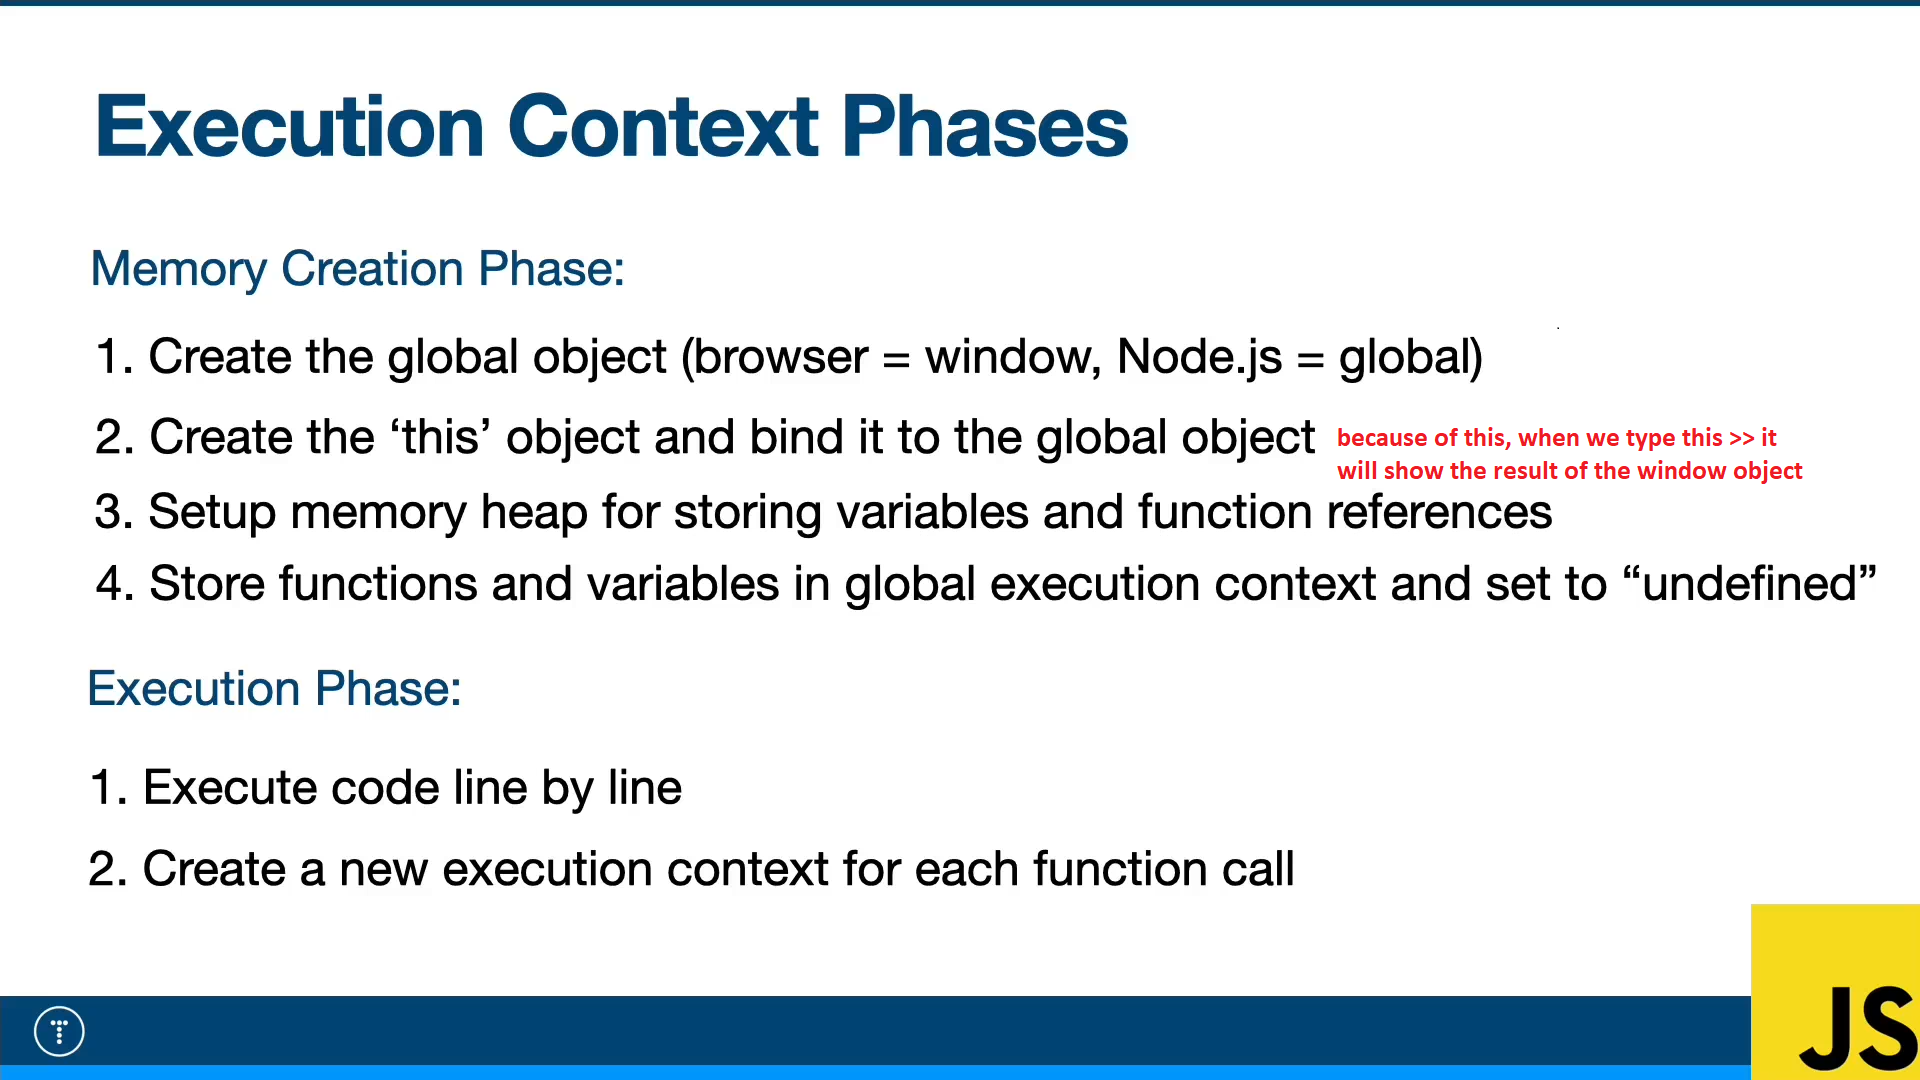 Execution Context Phases
Memory Creation Phase:
1. Create the global object (browser = window, Node.js = global)
2. Create the ‘this’ object and bind it to the global object
because of this, when we type this >> it
will show the result of the window object
3. Setup memory heap for storing variables and function references
4. Store functions and variables in global execution context and set to “undefined”
Execution Phase:
1. Execute code line by line
2. Create a new execution context for each function call
T
JS